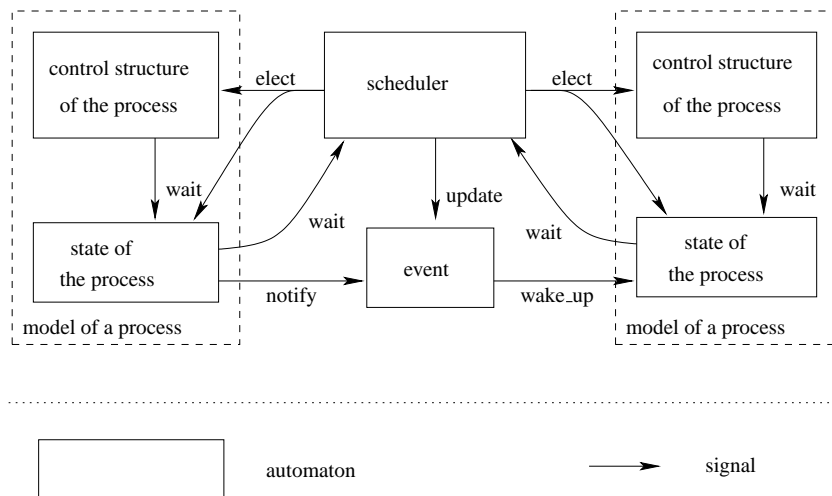 control structure
of the process
elect
scheduler
elect
control structure
of the process
wait
wait
update
wait
wait
state of
the process
notify
event
wake_up
state of
the process
model of a process
model of a process
automaton
signal